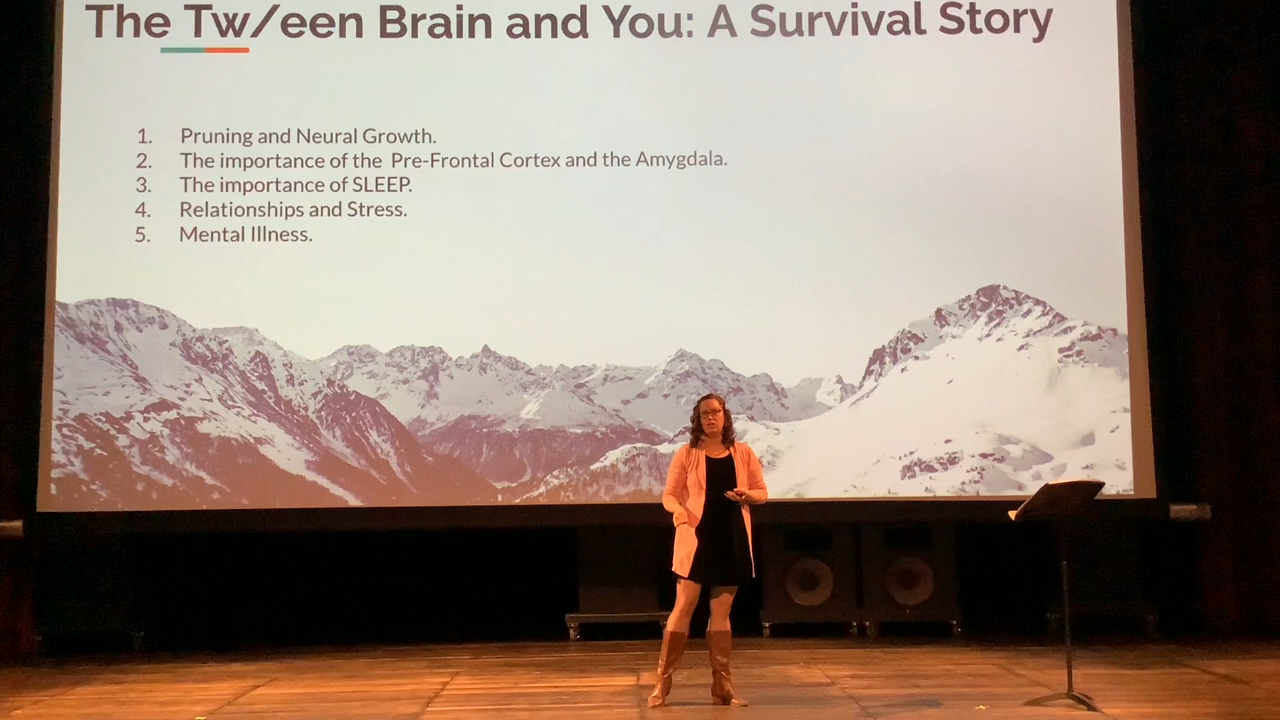 The Tw/een Brain and You: A Survival Story
1. Pruning and Neural Growth.
2. The importance of the Pre-Frontal Cortex and the Amygdala.
3. The importance of SLEEP.
4. Relationships and Stress.
5. Mental Illness.